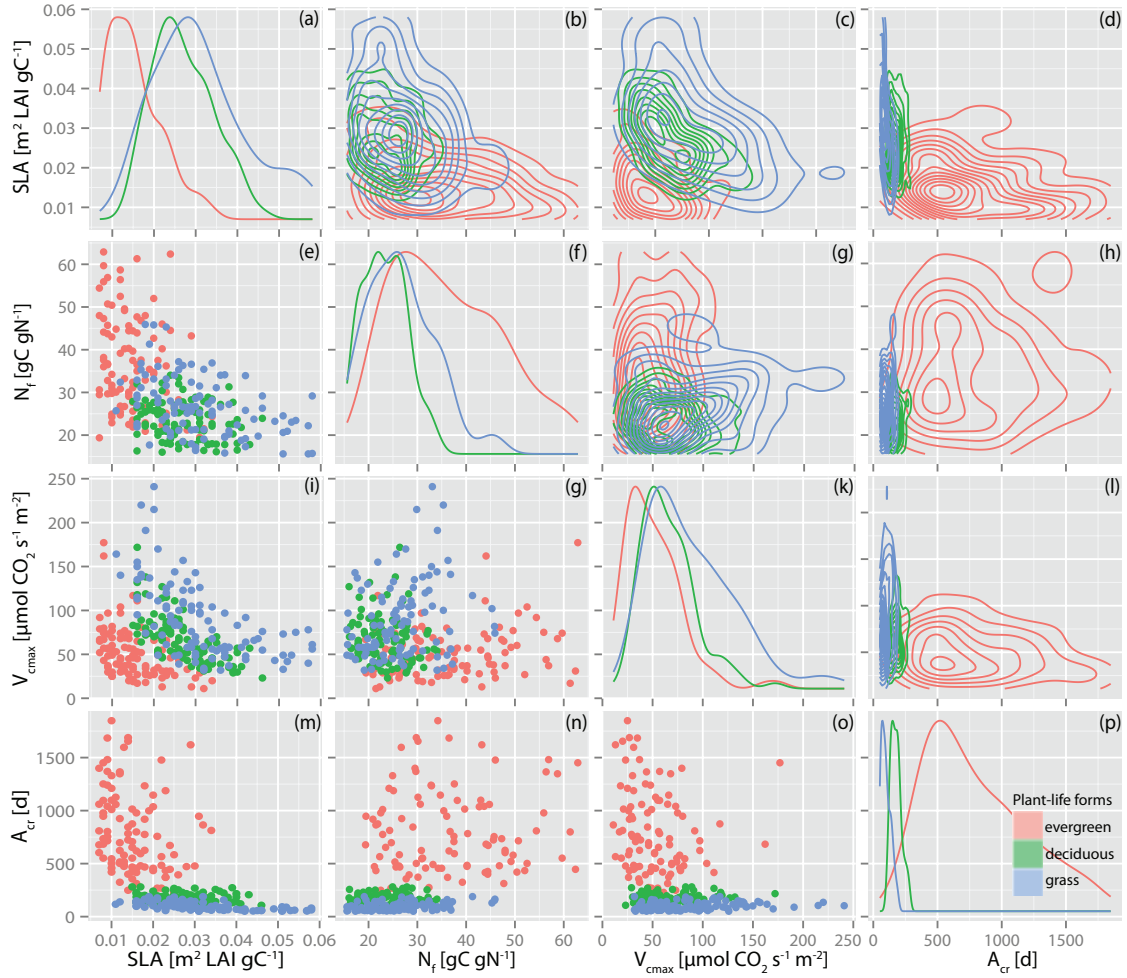 (a) (b) (c) (d)
SLA [m² LAI gC⁻¹]
0.06
0.05
0.04
0.03
0.02
0.01
(e) (f) (g) (h)
N_f [gC gN⁻¹]
60
50
40
30
20
(i) (g) (k) (l)
V_cmax [μmol CO₂ s⁻¹ m⁻²]
250
200
150
100
50
0
(m) (n) (o) (p)
A_cr [d]
1500
1000
500
0
Plant-life forms
evergreen
deciduous
grass
0.01 0.02 0.03 0.04 0.05 0.06 20 30 40 50 60 0 50 100 150 200 250 0 500 1000 1500
SLA [m² LAI gC⁻¹] N_f [gC gN⁻¹] V_cmax [μmol CO₂ s⁻¹ m⁻²] A_cr [d]